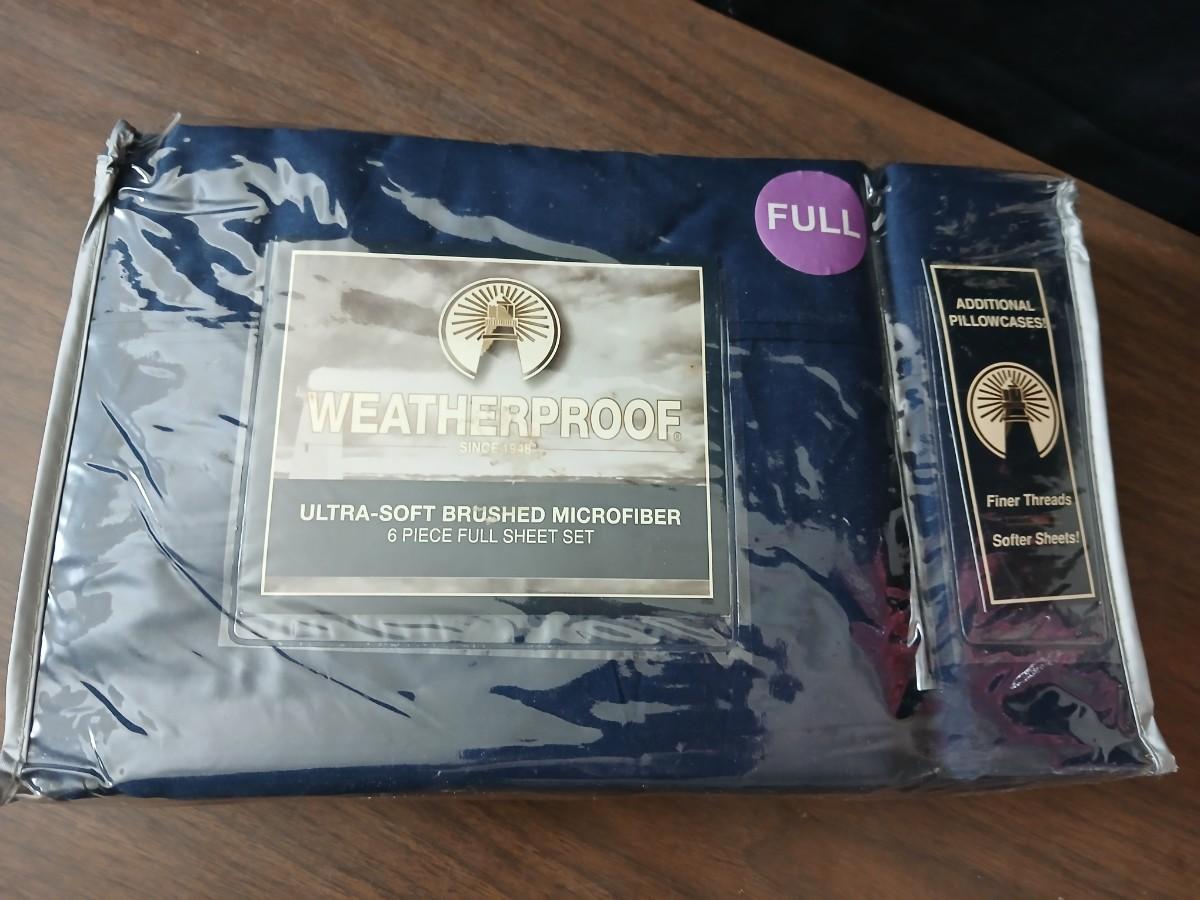 FULL
WEATHERPROOF®
SINCE 1948
ULTRA-SOFT BRUSHED MICROFIBER
6 PIECE FULL SHEET SET
ADDITIONAL
PILLOWCASES!
Finer Threads
Softer Sheets!